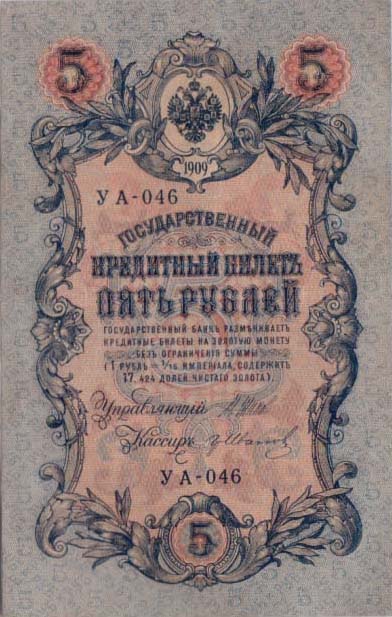 5 5
1909
УА-046
ГОСУДАРСТВЕННЫЙ
КРЕДИТНЫЙ БИЛЕТЪ
ПЯТЬ РУБЛЕЙ
ГОСУДАРСТВЕННЫЙ БАНКЪ РАЗМѢНИВАЕТЪ
КРЕДИТНЫЕ БИЛЕТЫ НА ЗОЛОТУЮ МОНЕТУ
БЕЗЪ ОГРАНИЧЕНІЯ СУММЫ
(1 РУБЛЬ = 1/15 ИМПЕРІАЛА, СОДЕРЖИТЪ
17,424 ДОЛЕЙ ЧИСТАГО ЗОЛОТА).
Управляющій
Кассиръ
УА-046
5